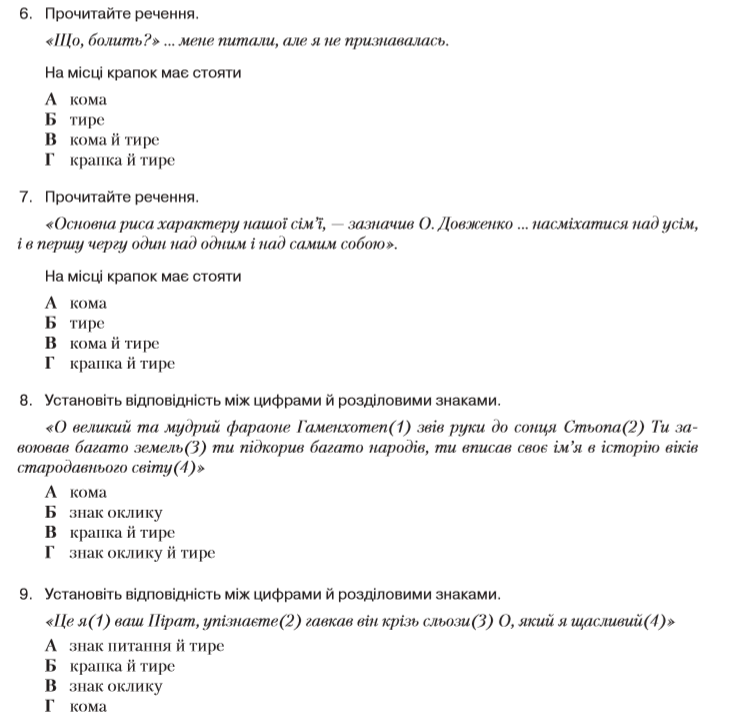 6. Прочитайте речення.
«Що, болить?» ... мене питали, але я не признавалась.
На місці крапок має стояти
А кома
Б тире
В кома й тире
Г крапка й тире
7. Прочитайте речення.
«Основна риса характеру нашої сім’ї, — зазначив О. Довженко ... насміхатися над усім,
і в першу чергу один над одним і над самим собою».
На місці крапок має стояти
А кома
Б тире
В кома й тире
Г крапка й тире
8. Установіть відповідність між цифрами й розділовими знаками.
«О великий та мудрий фараоне Гаменхотеп(1) звів руки до сонця Стьопа(2) Ти за-
воював багато земель(3) ти підкорив багато народів, ти вписав своє ім’я в історію віків
стародавнього світу(4)»
А кома
Б знак оклику
В крапка й тире
Г знак оклику й тире
9. Установіть відповідність між цифрами й розділовими знаками.
«Це я(1) ваш Пірат, упізнаєте(2) гавкав він крізь сльози(3) О, який я щасливий(4)»
А знак питання й тире
Б крапка й тире
В знак оклику
Г кома